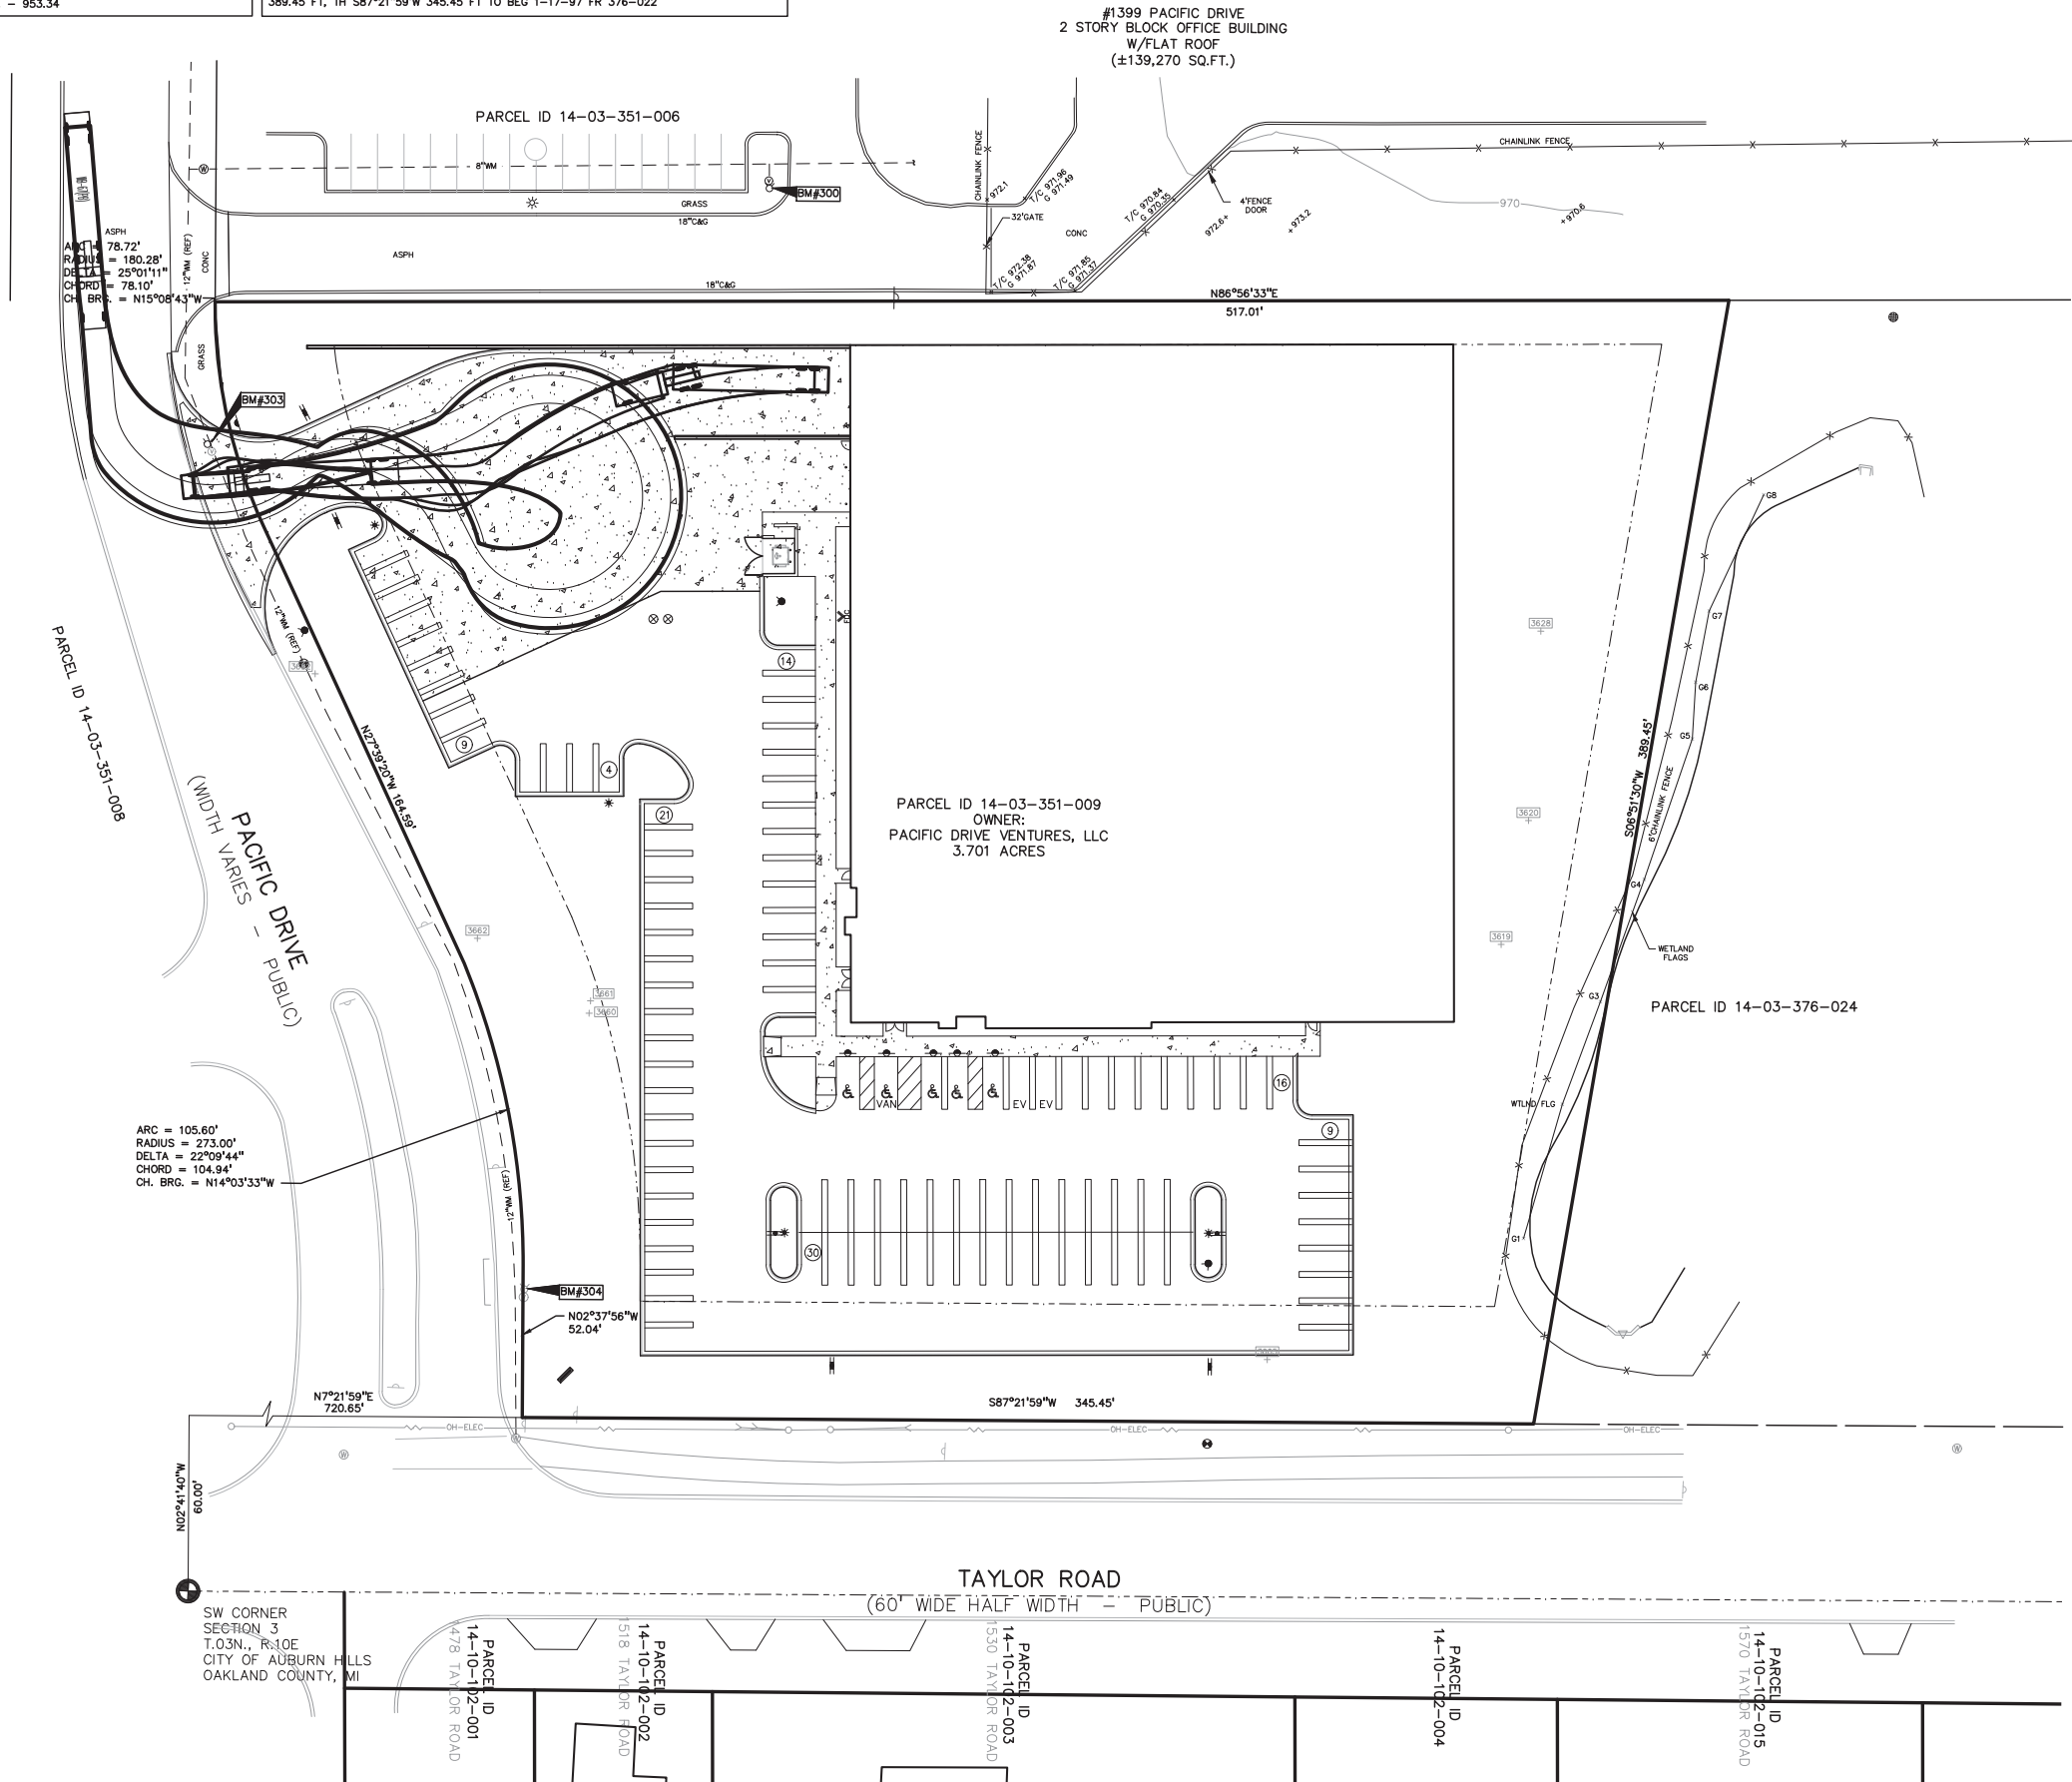 - 953.34
389.45 FT, TH S87°21'59"W 345.45 FT TO BEG 1-17-97 FR 376-022
#1399 PACIFIC DRIVE
2 STORY BLOCK OFFICE BUILDING
W/FLAT ROOF
(±139,270 SQ.FT.)
PARCEL ID 14-03-351-006
8"WM
BM#300
GRASS
18"C&G
CHAINLINK FENCE
972.1
T/C 971.96
G 971.49
32'GATE
CONC
T/C 970.84
G 970.35
4'FENCE
DOOR
972.6+
+973.2
970
+970.6
CHAINLINK FENCE
T/C 972.38
G 971.87
T/C 971.85
G 971.37
ASPH
ASPH
12"WM (REF)
CONC
GRASS
ARC = 78.72'
RADIUS = 180.28'
DELTA = 25°01'11"
CHORD = 78.10'
CH. BRG. = N15°08'43"W
18"C&G
N86°56'33"E
517.01'
BM#303
12"WM (REF)
PARCEL ID 14-03-351-008
N27°39'20"W 164.59'
PACIFIC DRIVE
(WIDTH VARIES - PUBLIC)
FDC
14
9
4
21
3628
3620
3619
3662
3661
3660
PARCEL ID 14-03-351-009
OWNER:
PACIFIC DRIVE VENTURES, LLC
3.701 ACRES
S06°51'30"W 389.45'
6'CHAINLINK FENCE
G8
G7
G6
G5
G4
G3
G1
WETLAND
FLAGS
WTLND FLG
PARCEL ID 14-03-376-024
VAN
EV
EV
16
9
30
ARC = 105.60'
RADIUS = 273.00'
DELTA = 22°09'44"
CHORD = 104.94'
CH. BRG. = N14°03'33"W
12"WM (REF)
BM#304
N02°37'56"W
52.04'
N7°21'59"E
720.65'
S87°21'59"W 345.45'
OH-ELEC
OH-ELEC
OH-ELEC
60.00'
N02°41'40"W
TAYLOR ROAD
(60' WIDE HALF WIDTH - PUBLIC)
SW CORNER
SECTION 3
T.03N., R.10E
CITY OF AUBURN HILLS
OAKLAND COUNTY, MI
PARCEL ID
14-10-102-001
1478 TAYLOR ROAD
PARCEL ID
14-10-102-002
1518 TAYLOR ROAD
PARCEL ID
14-10-102-003
1530 TAYLOR ROAD
PARCEL ID
14-10-102-004
PARCEL ID
14-10-102-015
1570 TAYLOR ROAD